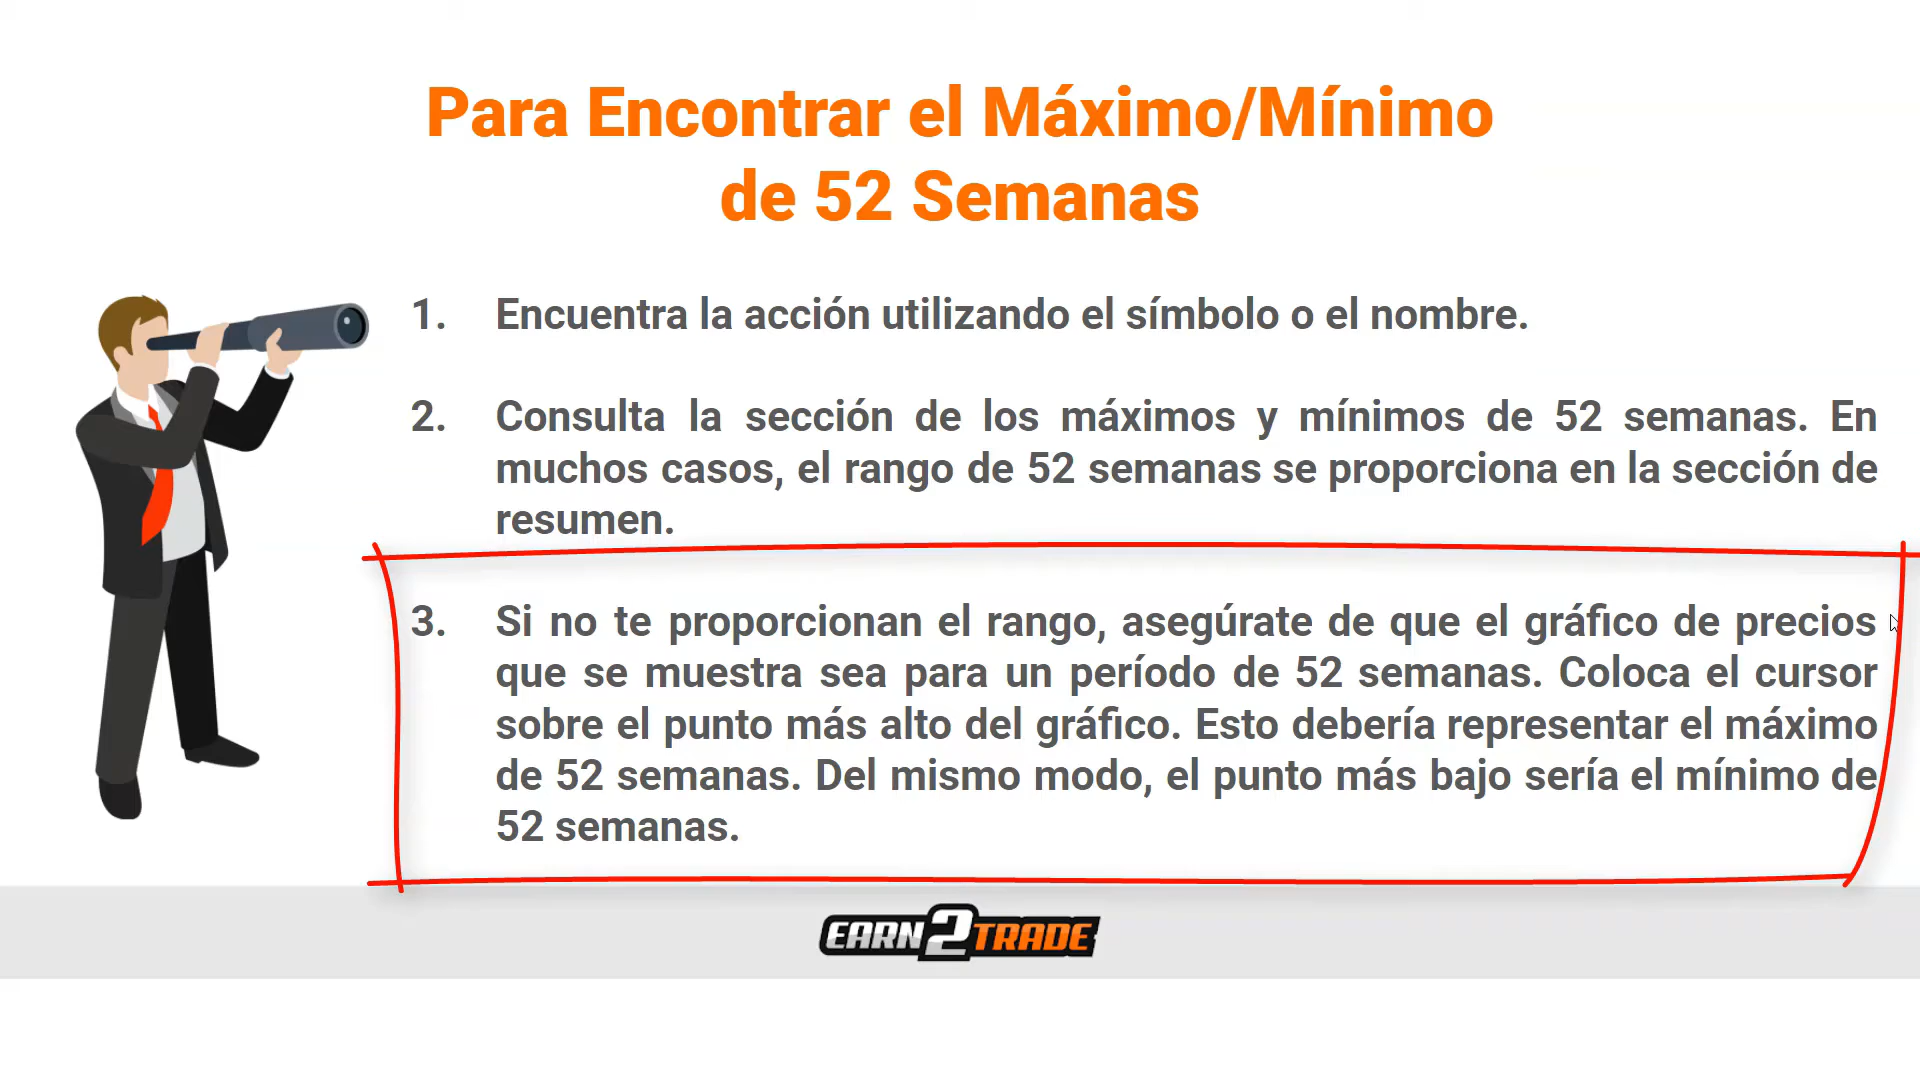 Para Encontrar el Máximo/Mínimo
de 52 Semanas
1. Encuentra la acción utilizando el símbolo o el nombre.
2. Consulta la sección de los máximos y mínimos de 52 semanas. En
muchos casos, el rango de 52 semanas se proporciona en la sección de
resumen.
3. Si no te proporcionan el rango, asegúrate de que el gráfico de precios
que se muestra sea para un período de 52 semanas. Coloca el cursor
sobre el punto más alto del gráfico. Esto debería representar el máximo
de 52 semanas. Del mismo modo, el punto más bajo sería el mínimo de
52 semanas.
EARN2TRADE